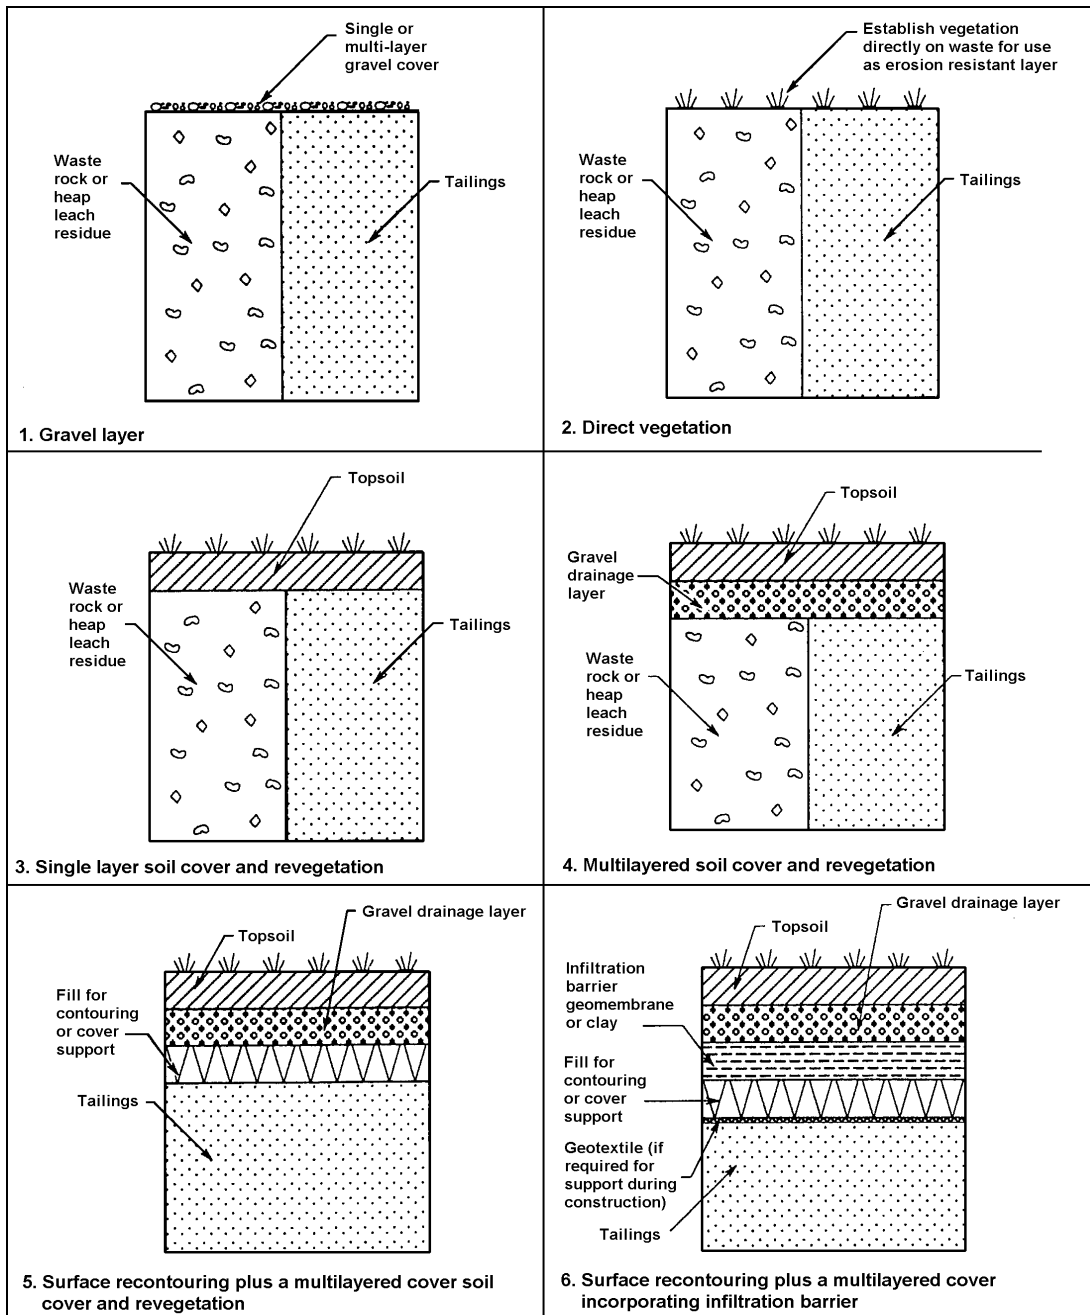 Single or
multi-layer
gravel cover
Waste
rock or
heap
leach
residue
Tailings
1. Gravel layer
Establish vegetation
directly on waste for use
as erosion resistant layer
Waste
rock or
heap
leach
residue
Tailings
2. Direct vegetation
Topsoil
Waste
rock or
heap
leach
residue
Tailings
3. Single layer soil cover and revegetation
Topsoil
Gravel
drainage
layer
Waste
rock or
heap
leach
residue
Tailings
4. Multilayered soil cover and revegetation
Gravel drainage layer
Topsoil
Fill for
contouring
or cover
support
Tailings
5. Surface recontouring plus a multilayered cover soil
cover and revegetation
Gravel drainage layer
Topsoil
Infiltration
barrier
geomembrane
or clay
Fill for
contouring
or cover
support
Geotextile (if
required for
support during
construction)
Tailings
6. Surface recontouring plus a multilayered cover
incorporating infiltration barrier